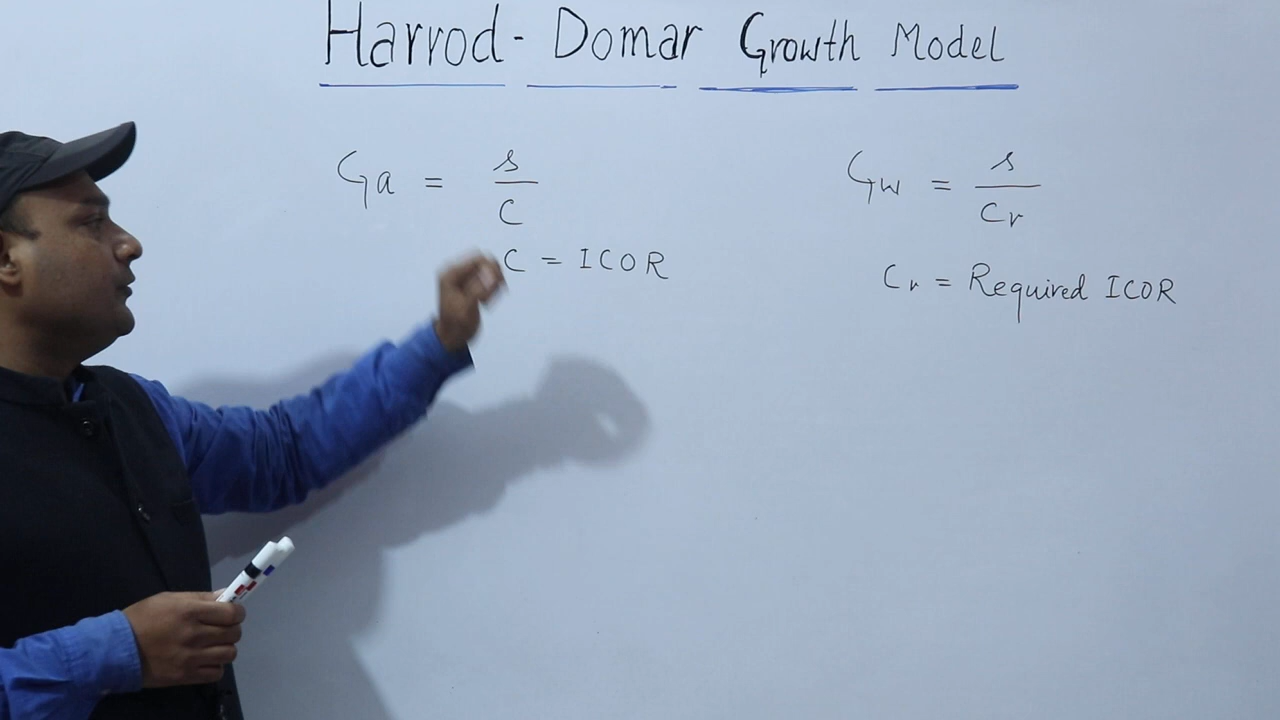 Harrod-Domar Growth Model
Ga = s/C
C = ICOR
Gw = s/Cr
Cr = Required ICOR